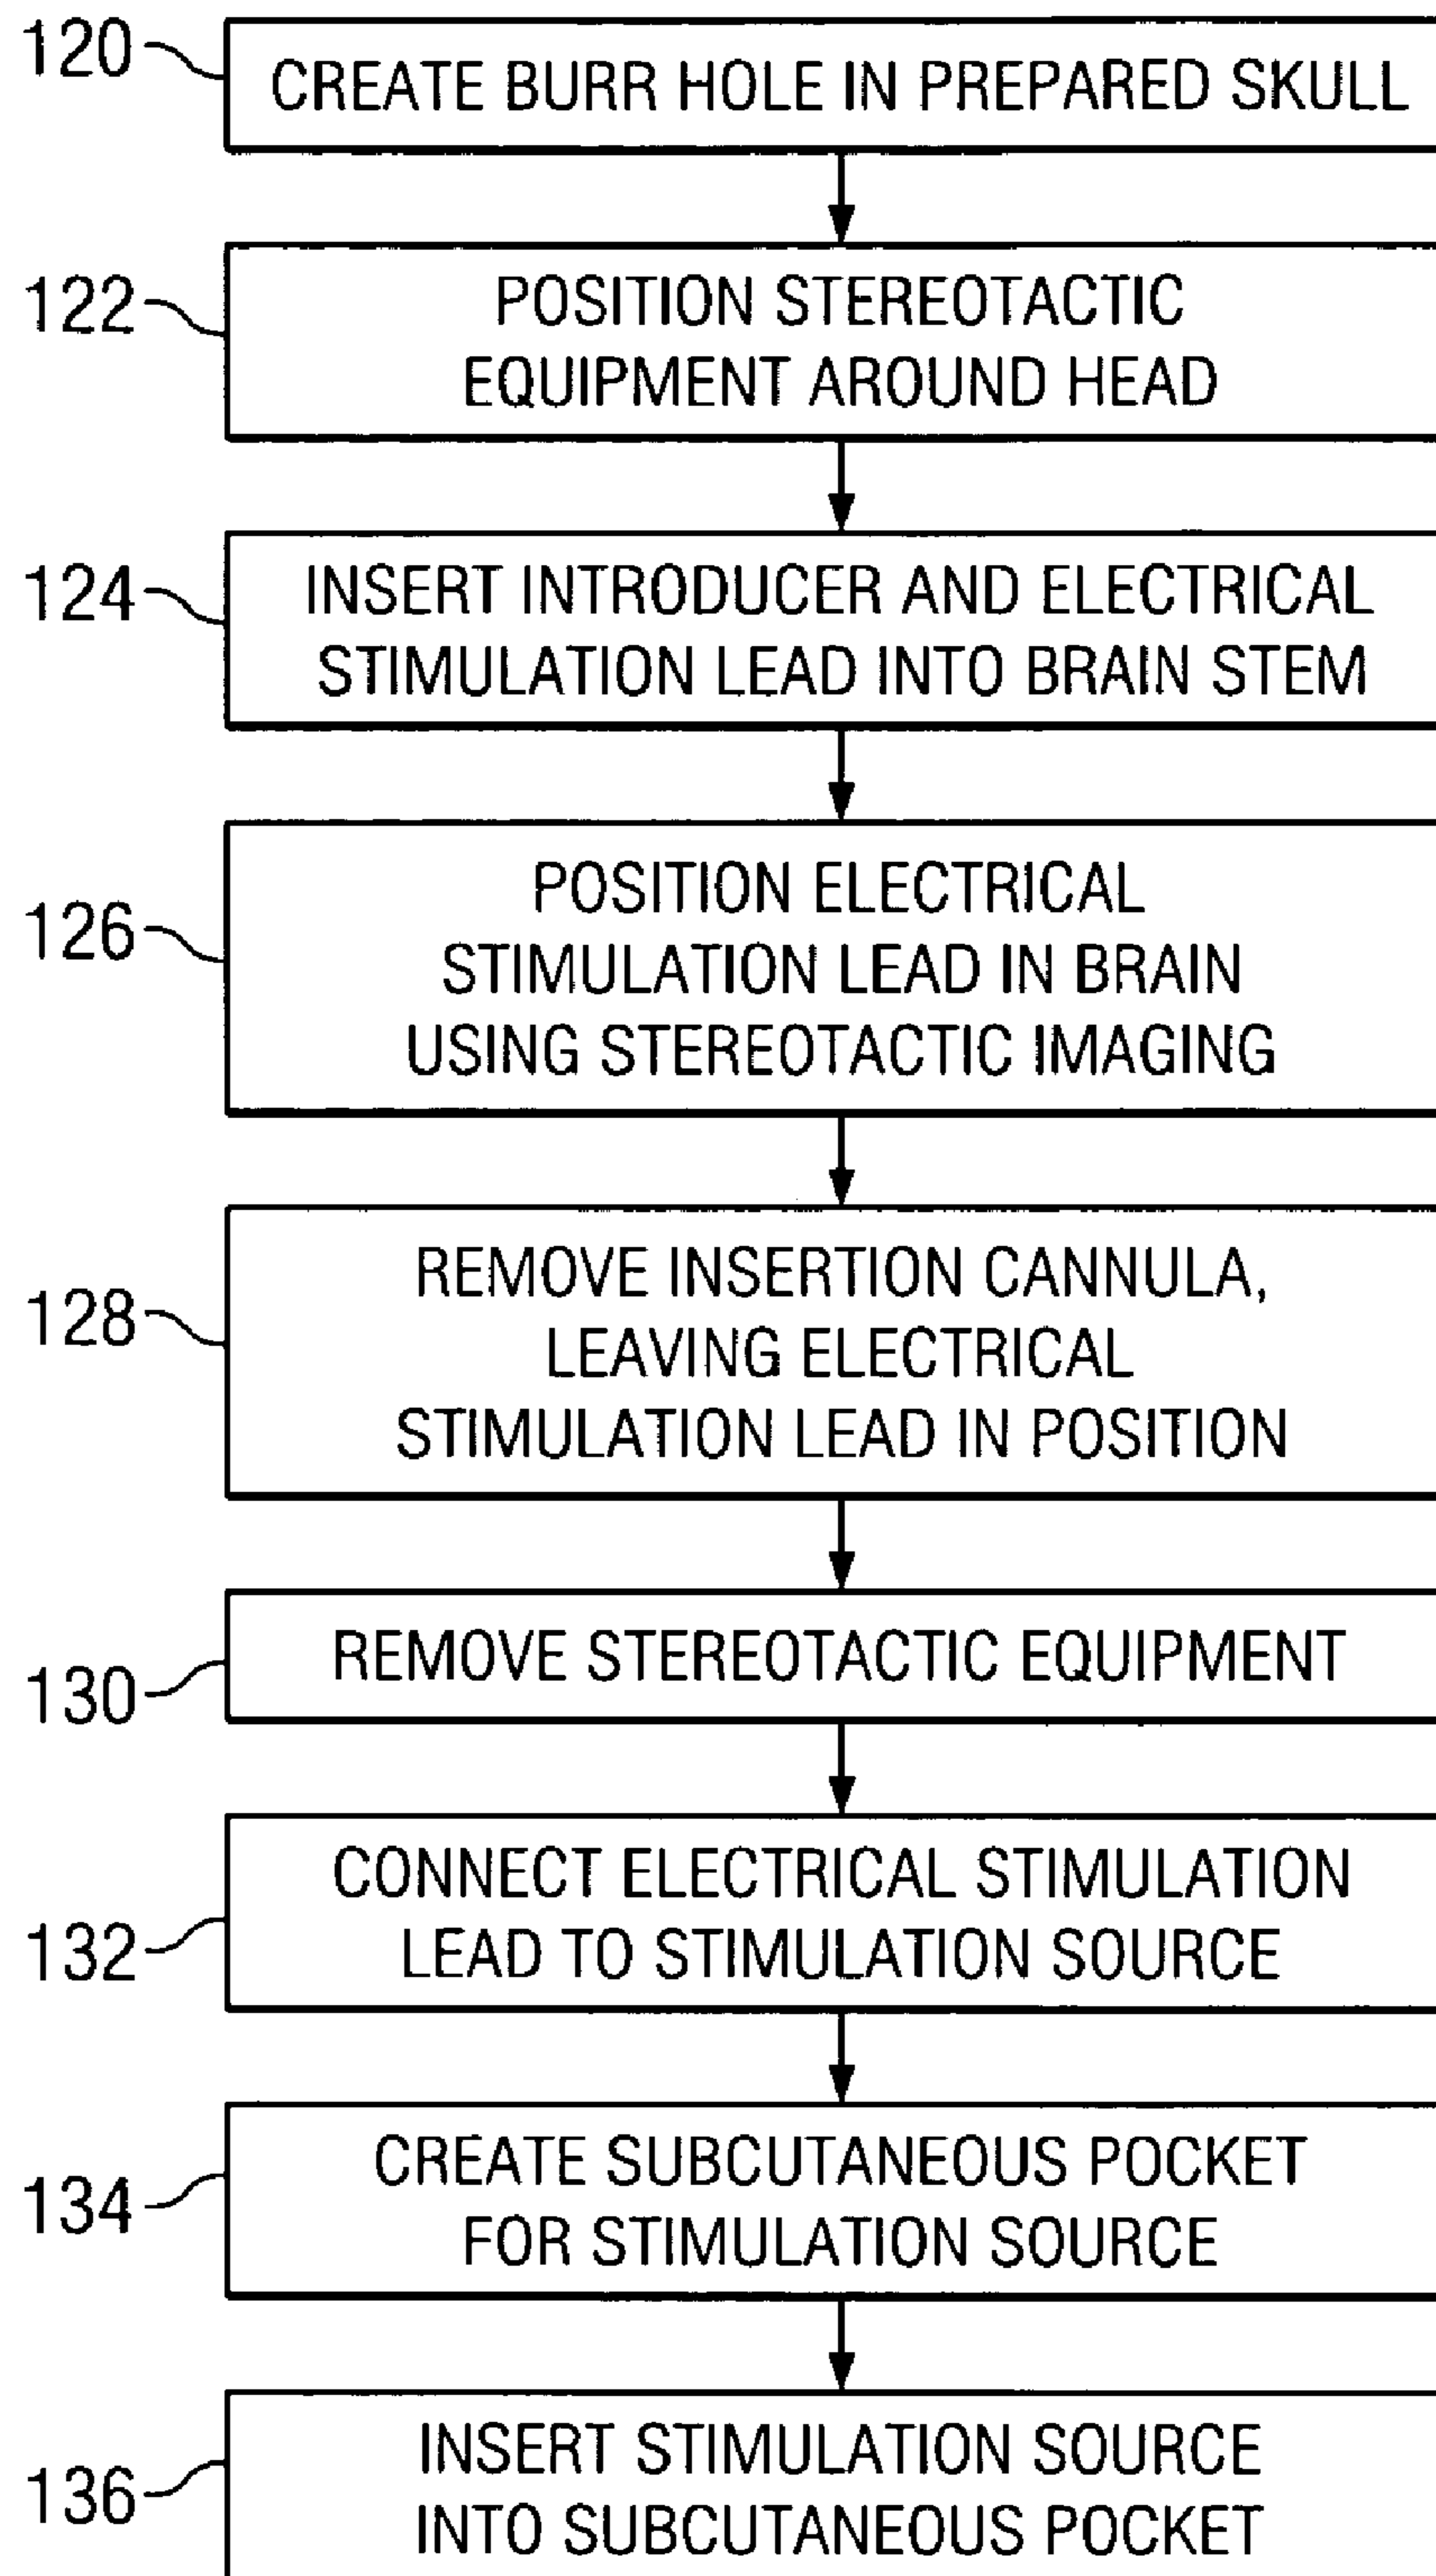 120
CREATE BURR HOLE IN PREPARED SKULL
122
POSITION STEREOTACTIC
EQUIPMENT AROUND HEAD
124
INSERT INTRODUCER AND ELECTRICAL
STIMULATION LEAD INTO BRAIN STEM
126
POSITION ELECTRICAL
STIMULATION LEAD IN BRAIN
USING STEREOTACTIC IMAGING
128
REMOVE INSERTION CANNULA,
LEAVING ELECTRICAL
STIMULATION LEAD IN POSITION
130
REMOVE STEREOTACTIC EQUIPMENT
132
CONNECT ELECTRICAL STIMULATION
LEAD TO STIMULATION SOURCE
134
CREATE SUBCUTANEOUS POCKET
FOR STIMULATION SOURCE
136
INSERT STIMULATION SOURCE
INTO SUBCUTANEOUS POCKET